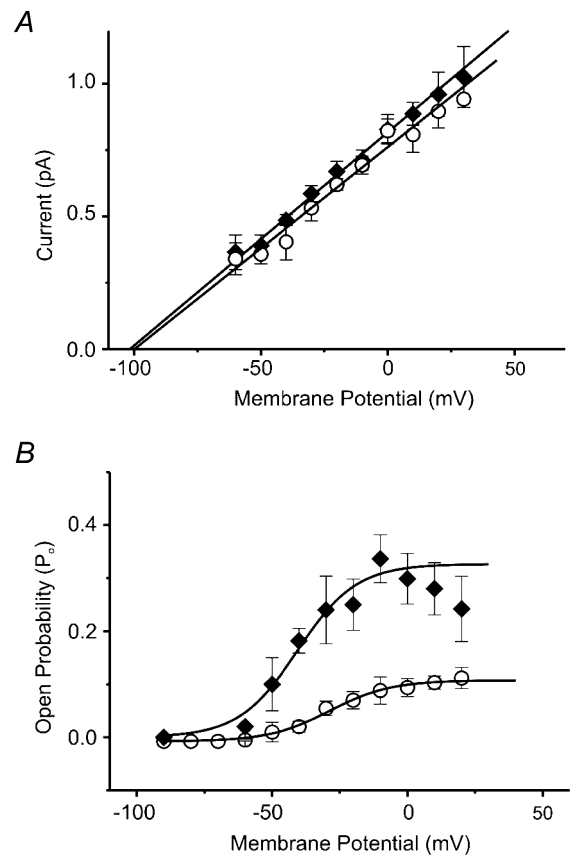 A
1.0
0.5
0.0
Current (pA)
-100
-50
0
50
Membrane Potential (mV)
B
0.4
0.2
0.0
Open Probability (Pₒ)
-100
-50
0
50
Membrane Potential (mV)